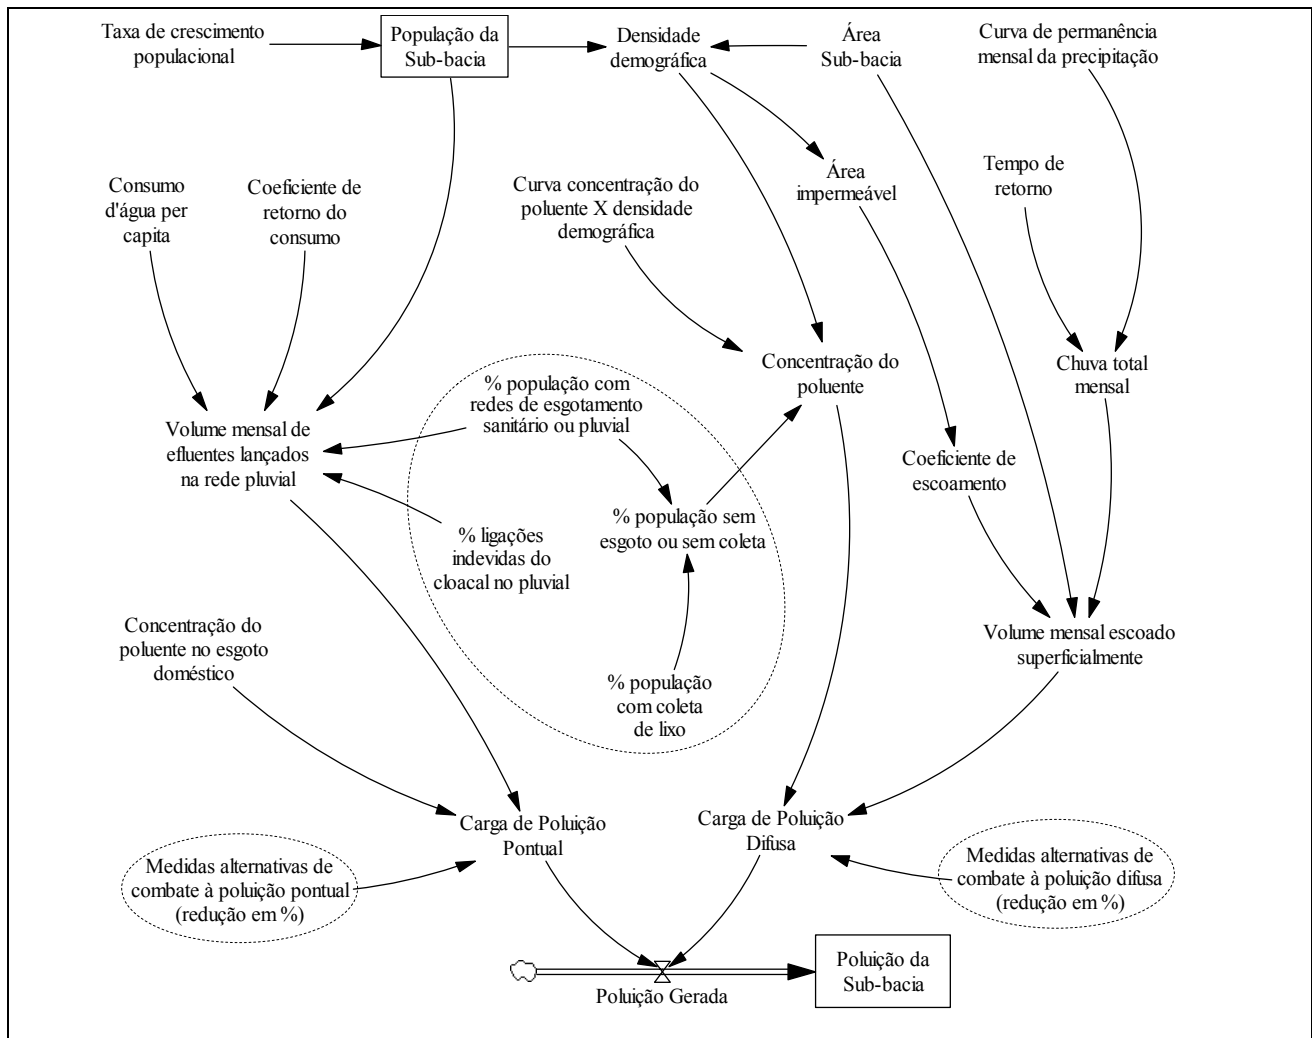 Taxa de crescimento
populacional
População da
Sub-bacia
Densidade
demográfica
Área
Sub-bacia
Curva de permanência
mensal da precipitação
Consumo
d'água per
capita
Coeficiente de
retorno do
consumo
Curva concentração do
poluente X densidade
demográfica
Área
impermeável
Tempo de
retorno
Concentração do
poluente
Chuva total
mensal
% população com
redes de esgotamento
sanitário ou pluvial
Volume mensal de
efluentes lançados
na rede pluvial
Coeficiente de
escoamento
% população sem
esgoto ou sem coleta
% ligações
indevidas do
cloacal no pluvial
Concentração do
poluente no esgoto
doméstico
Volume mensal escoado
superficialmente
% população
com coleta
de lixo
Carga de Poluição
Pontual
Carga de Poluição
Difusa
Medidas alternativas de
combate à poluição pontual
(redução em %)
Medidas alternativas de
combate à poluição difusa
(redução em %)
Poluição Gerada
Poluição da
Sub-bacia